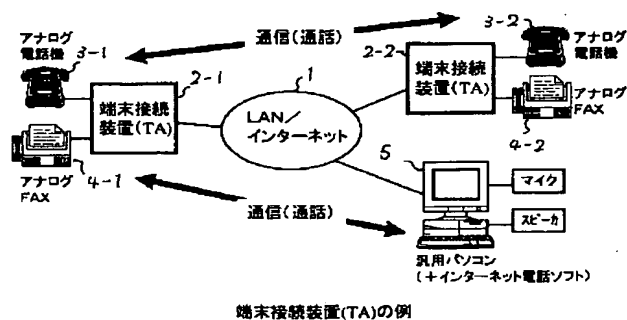 アナログ
電話機
3-1
通信(通話)
3-2
アナログ
電話機
2-1
2-2
端末接続
装置(TA)
1
端末接続
装置(TA)
LAN／
インターネット
アナログ
FAX
4-2
5
アナログ
FAX
4-1
マイク
通信(通話)
スピーカ
汎用パソコン
(＋インターネット電話ソフト)
端末接続装置(TA)の例